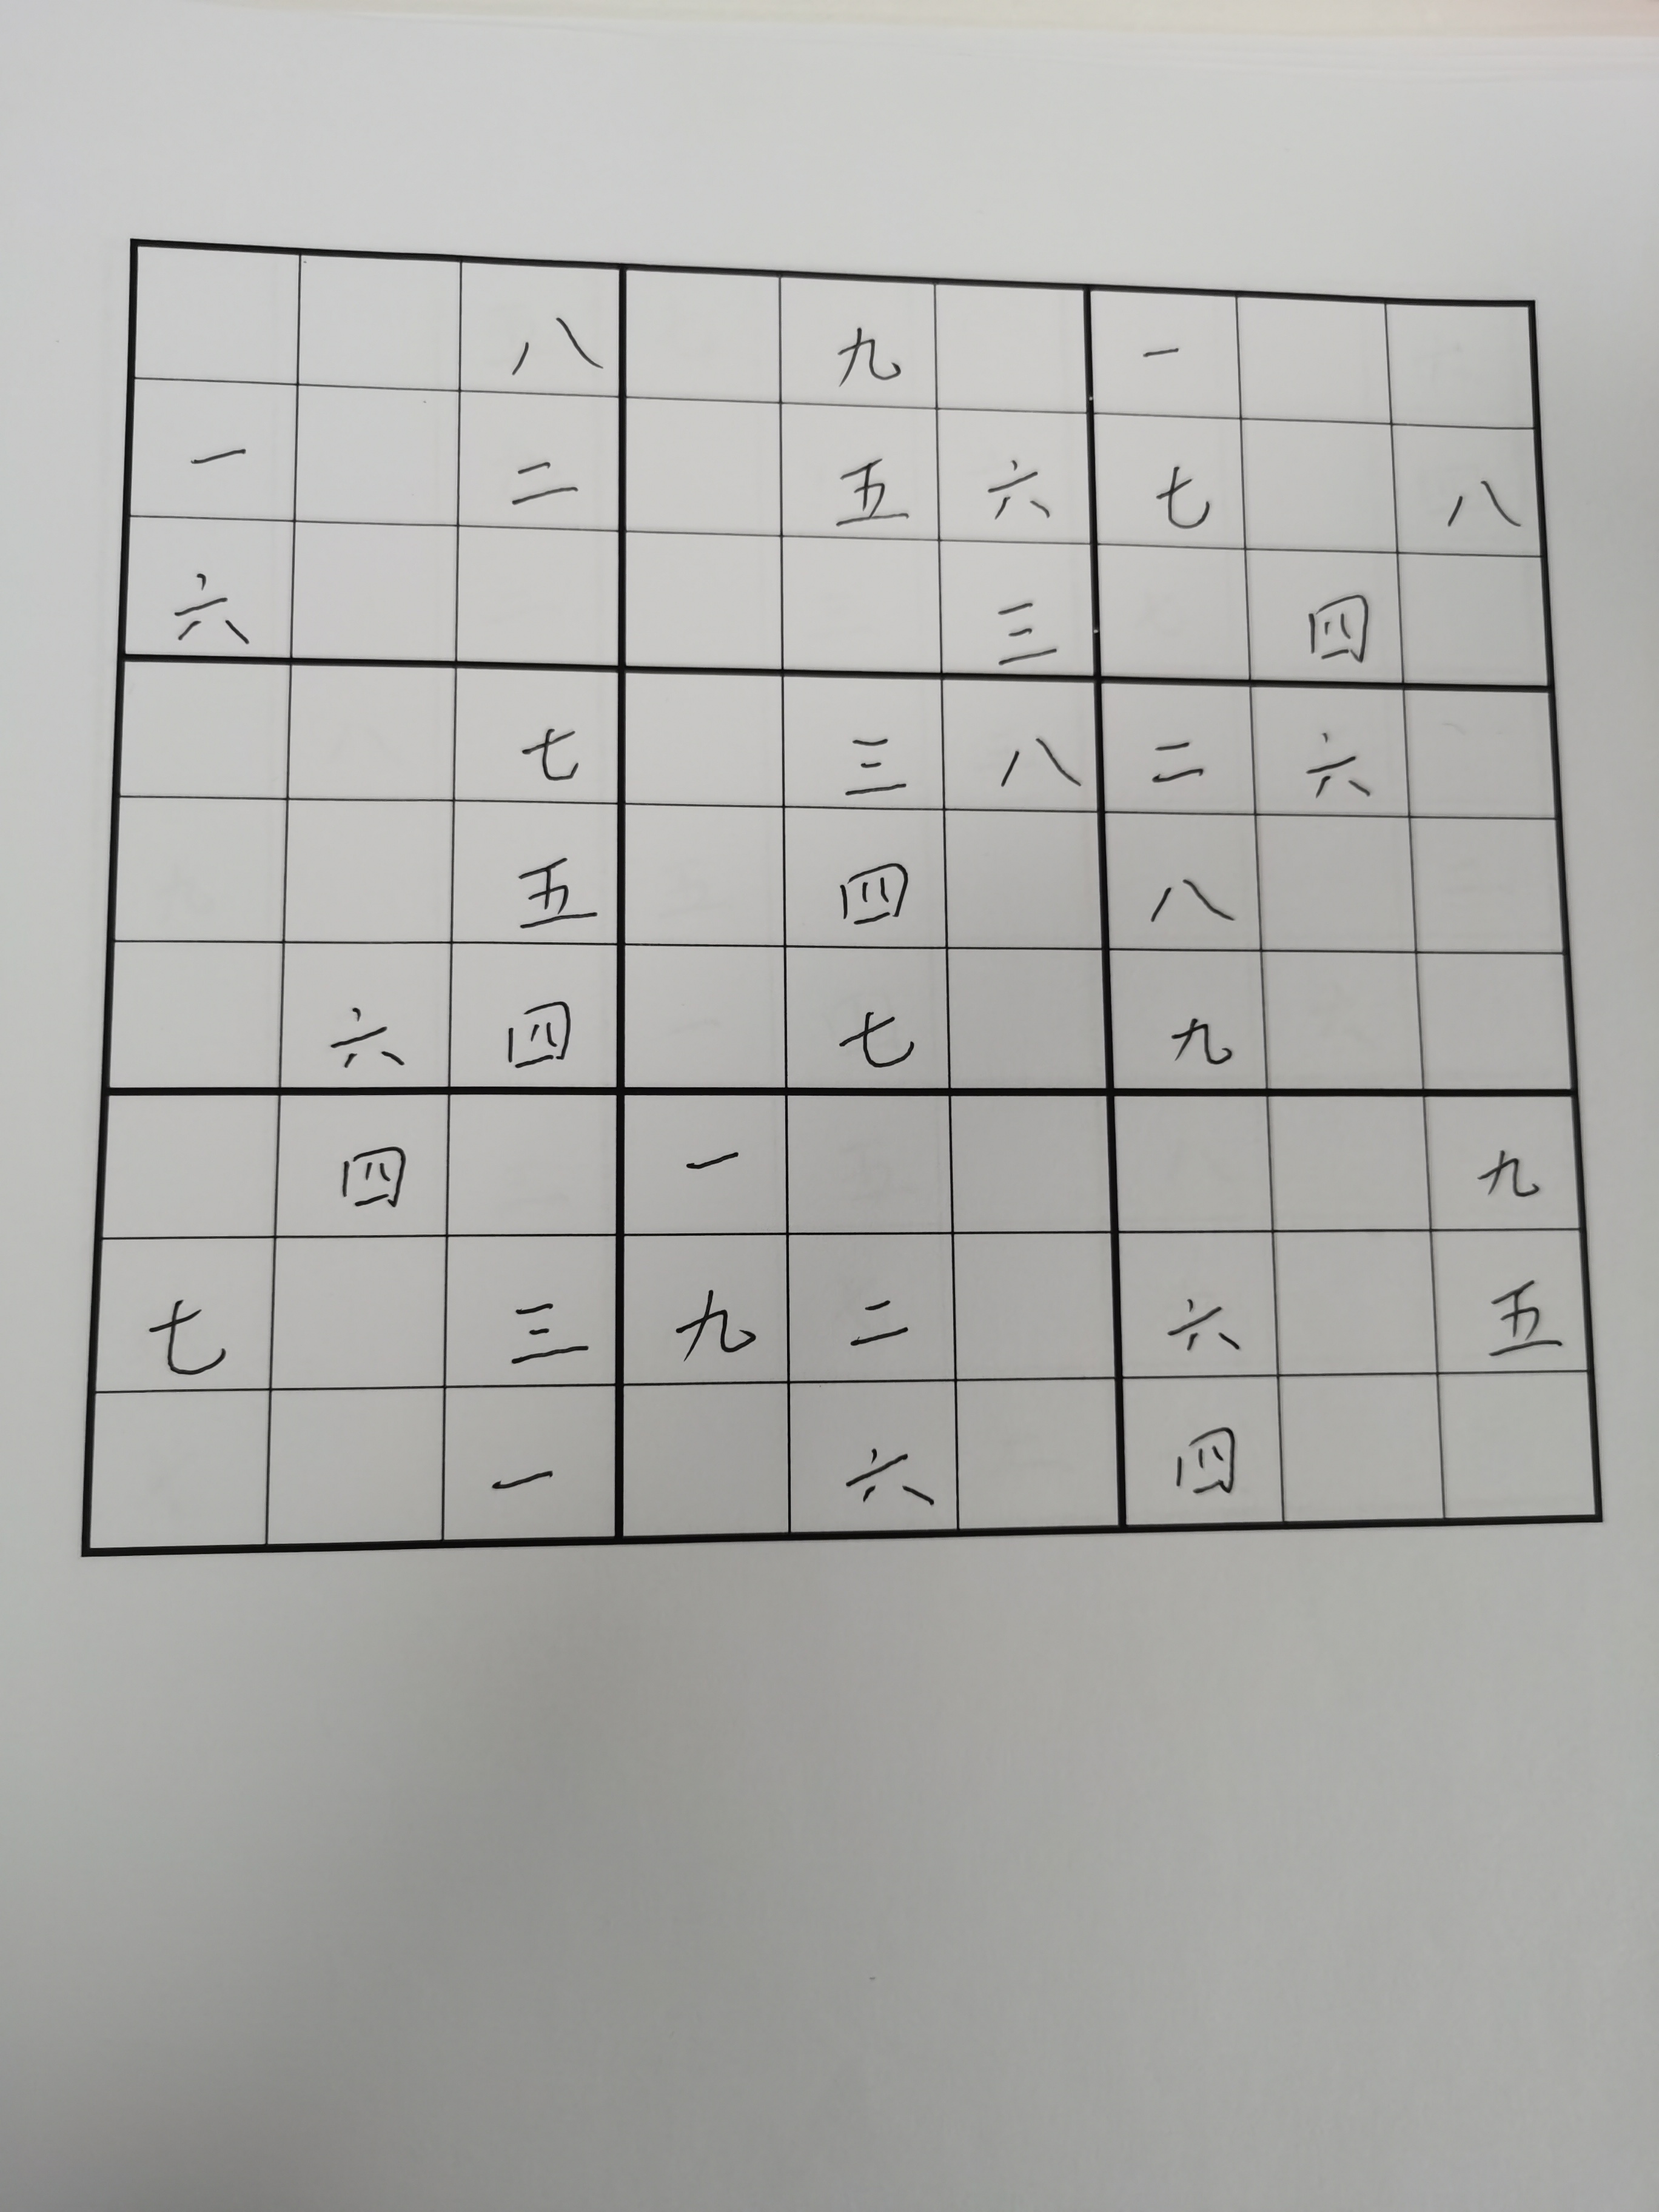 八 九 一
一 二 五 六 七 八
六 三 四
七 三 八 二 六
五 四 八
六 四 七 九
四 一 九
七 三 九 二 六 五
一 六 四